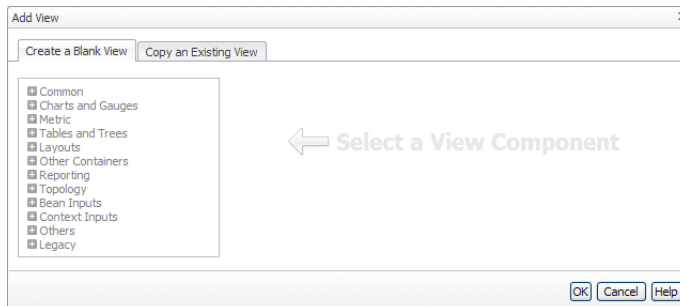 Add View
Create a Blank View Copy an Existing View
Common
Charts and Gauges
Metric
Tables and Trees
Layouts
Other Containers
Reporting
Topology
Bean Inputs
Context Inputs
Others
Legacy
Select a View Component
OK Cancel Help